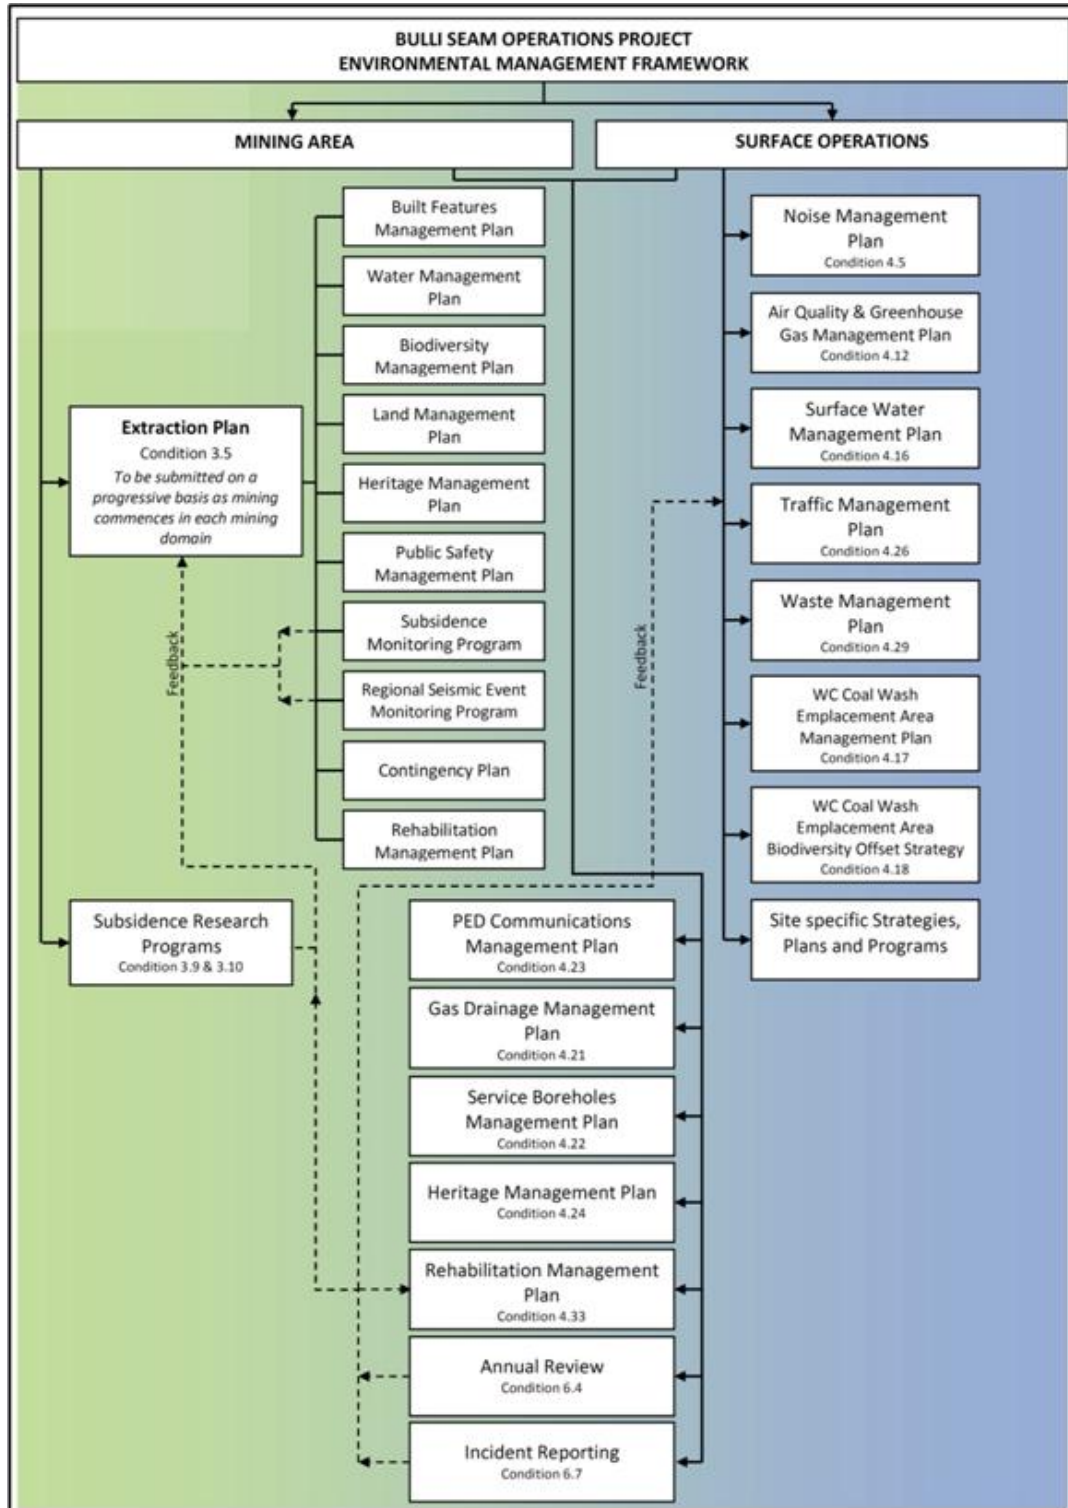 BULLI SEAM OPERATIONS PROJECT
ENVIRONMENTAL MANAGEMENT FRAMEWORK
MINING AREA
SURFACE OPERATIONS
Extraction Plan
Condition 3.5
To be submitted on a
progressive basis as mining
commences in each mining
domain
Feedback
Subsidence Research
Programs
Condition 3.9 & 3.10
Built Features
Management Plan
Water Management
Plan
Biodiversity
Management Plan
Land Management
Plan
Heritage Management
Plan
Public Safety
Management Plan
Subsidence
Monitoring Program
Regional Seismic Event
Monitoring Program
Contingency Plan
Rehabilitation
Management Plan
PED Communications
Management Plan
Condition 4.23
Gas Drainage Management
Plan
Condition 4.21
Service Boreholes
Management Plan
Condition 4.22
Heritage Management Plan
Condition 4.24
Rehabilitation Management
Plan
Condition 4.33
Annual Review
Condition 6.4
Incident Reporting
Condition 6.7
Feedback
Noise Management
Plan
Condition 4.5
Air Quality & Greenhouse
Gas Management Plan
Condition 4.12
Surface Water
Management Plan
Condition 4.16
Traffic Management
Plan
Condition 4.26
Waste Management
Plan
Condition 4.29
WC Coal Wash
Emplacement Area
Management Plan
Condition 4.17
WC Coal Wash
Emplacement Area
Biodiversity Offset Strategy
Condition 4.18
Site specific Strategies,
Plans and Programs